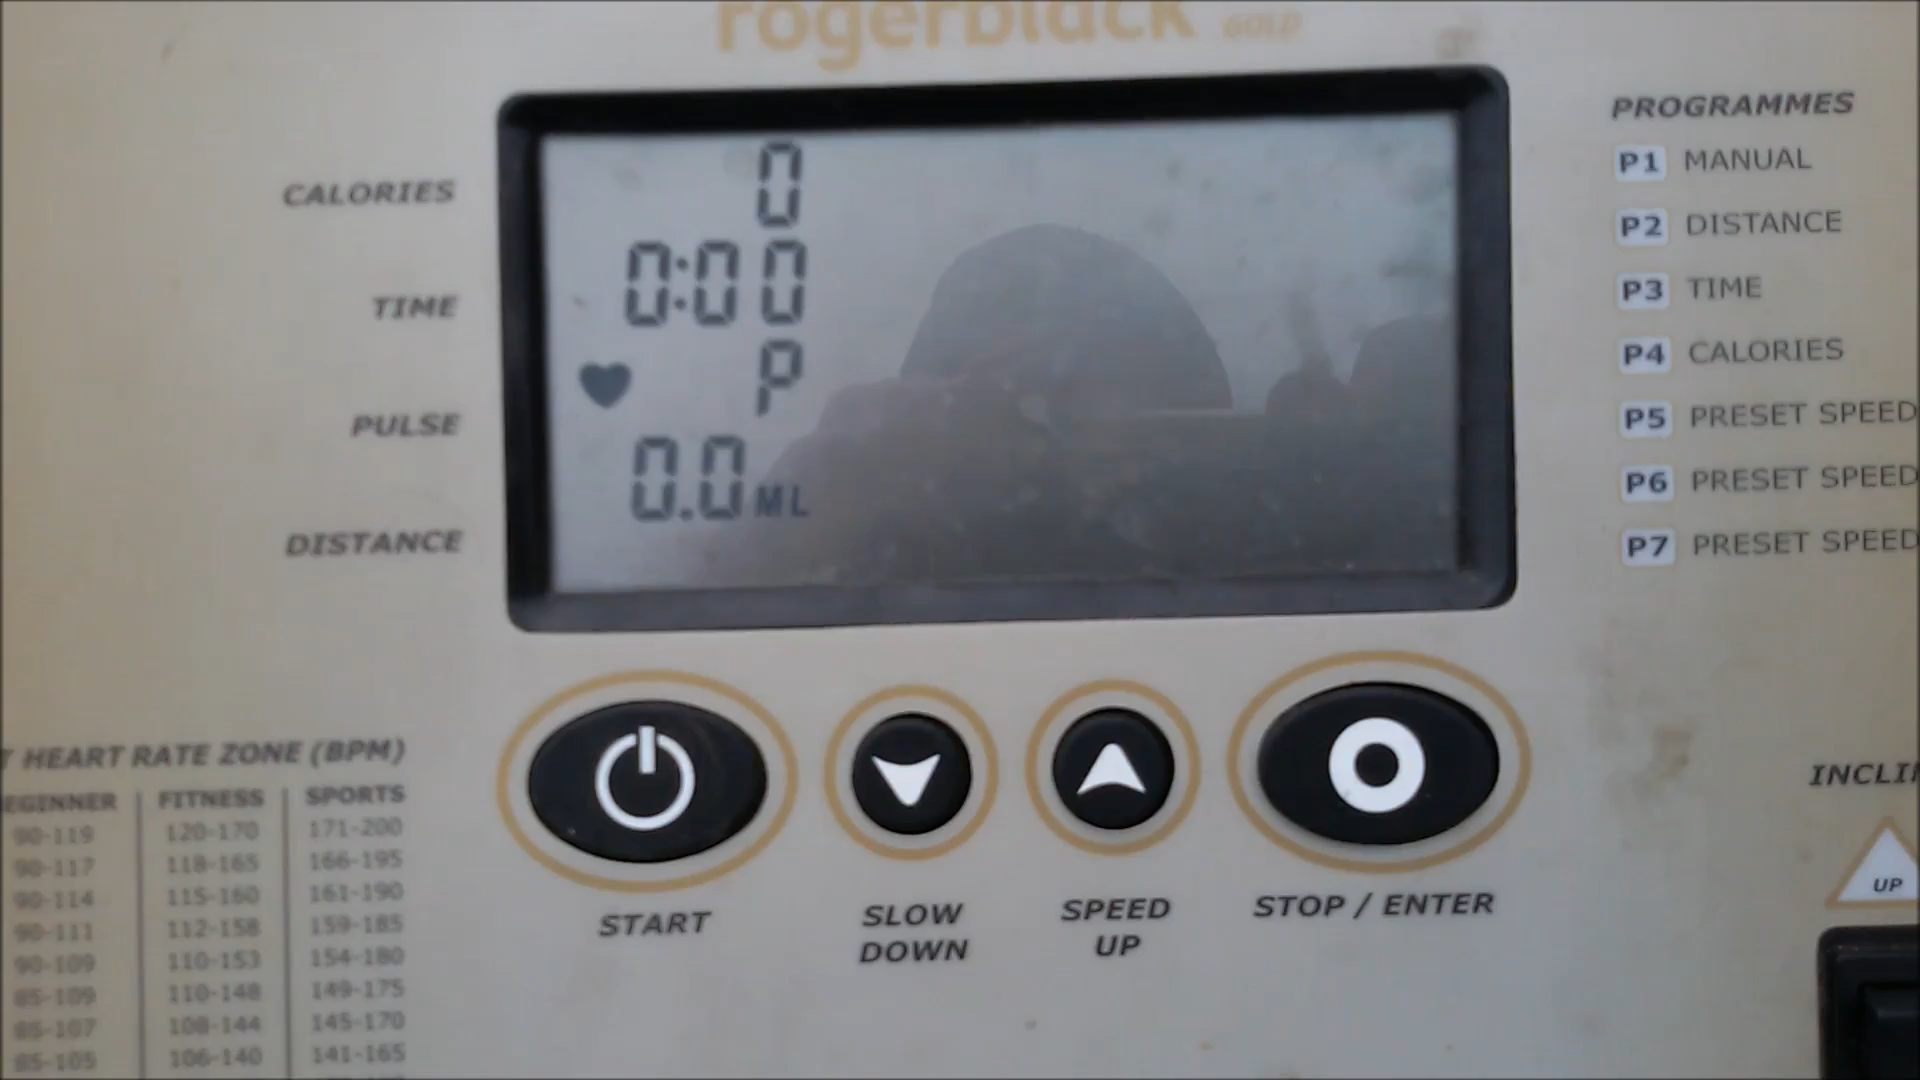 rogerblack GOLD
CALORIES 0
TIME 0:00
PULSE P
DISTANCE 0.0 ML
PROGRAMMES
P1 MANUAL
P2 DISTANCE
P3 TIME
P4 CALORIES
P5 PRESET SPEED
P6 PRESET SPEED
P7 PRESET SPEED
START
SLOW
DOWN
SPEED
UP
STOP / ENTER
UP
T HEART RATE ZONE (BPM)
EGINNER FITNESS SPORTS
90-119 120-170 171-200
90-117 118-165 166-195
90-114 115-160 161-190
90-111 112-158 159-185
90-109 110-153 154-180
85-109 110-148 149-175
85-107 108-144 145-170
85-105 106-140 141-165